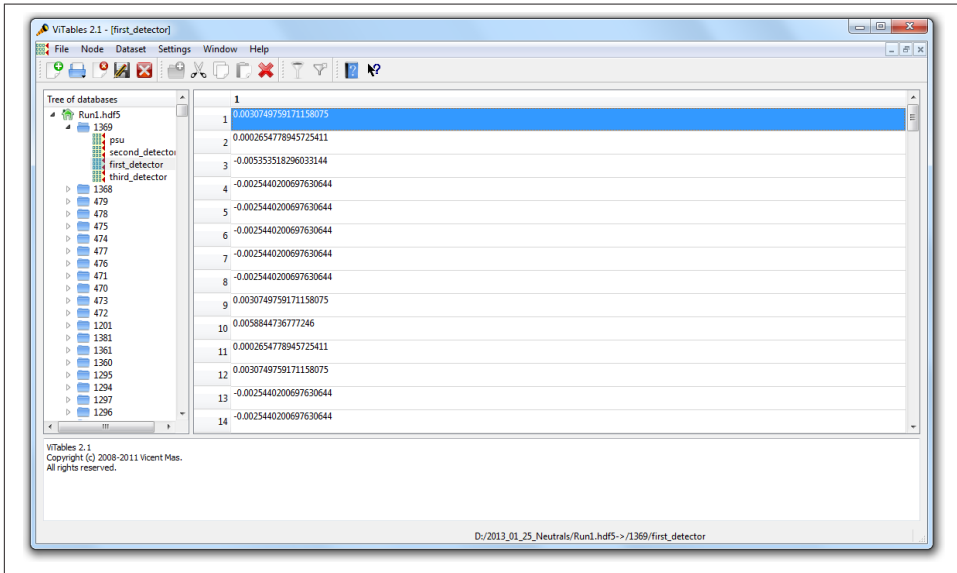 ViTables 2.1 - [first_detector]
File Node Dataset Settings Window Help
Tree of databases
Run1.hdf5
1369
psu
second_detector
first_detector
third_detector
1368
479
478
475
474
477
476
471
470
473
472
1201
1381
1361
1360
1295
1294
1297
1296
1
1 0.0030749759171158075
2 0.0002654778945725411
3 -0.005353518296033144
4 -0.0025440200697630644
5 -0.0025440200697630644
6 -0.0025440200697630644
7 -0.0025440200697630644
8 -0.0025440200697630644
9 0.0030749759171158075
10 0.0058844736777246
11 0.0002654778945725411
12 0.0030749759171158075
13 -0.0025440200697630644
14 -0.0025440200697630644
ViTables 2.1
Copyright (c) 2008-2011 Vicent Mas.
All rights reserved.
D:/2013_01_25_Neutrals/Run1.hdf5->/1369/first_detector